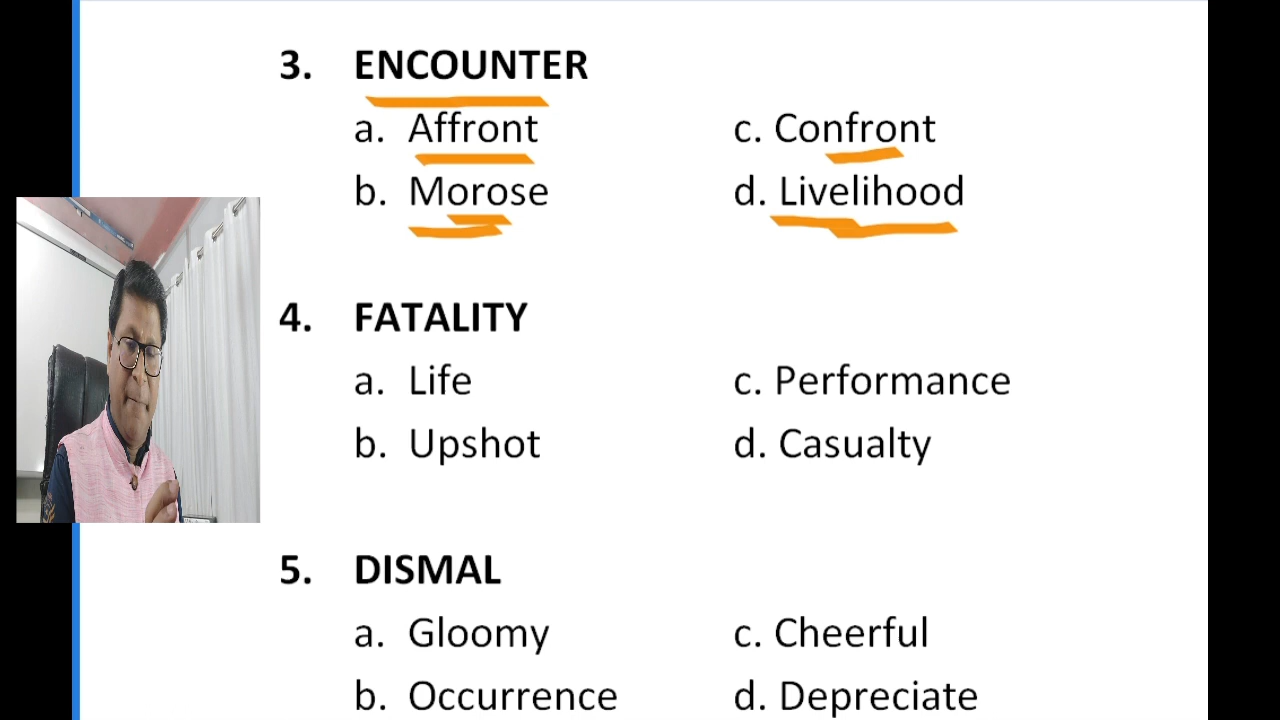 3. ENCOUNTER
a. Affront c. Confront
b. Morose d. Livelihood
4. FATALITY
a. Life c. Performance
b. Upshot d. Casualty
5. DISMAL
a. Gloomy c. Cheerful
b. Occurrence d. Depreciate